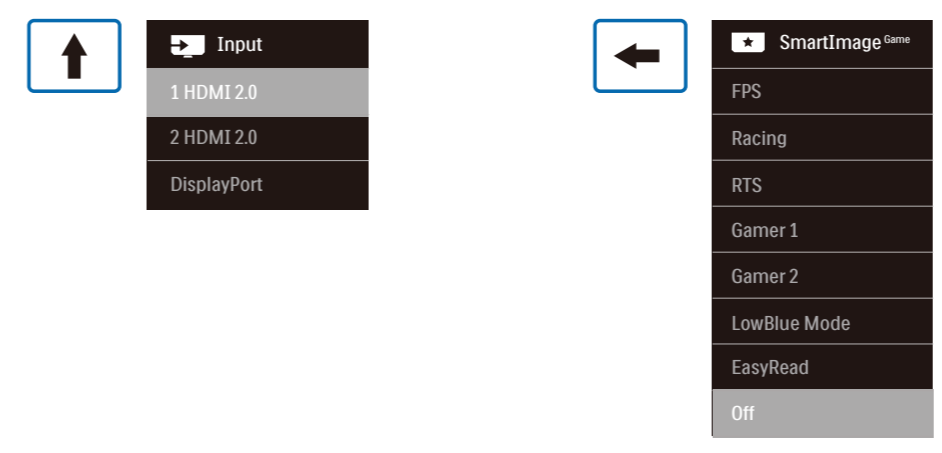 Input
1 HDMI 2.0
2 HDMI 2.0
DisplayPort
SmartImage Game
FPS
Racing
RTS
Gamer 1
Gamer 2
LowBlue Mode
EasyRead
Off